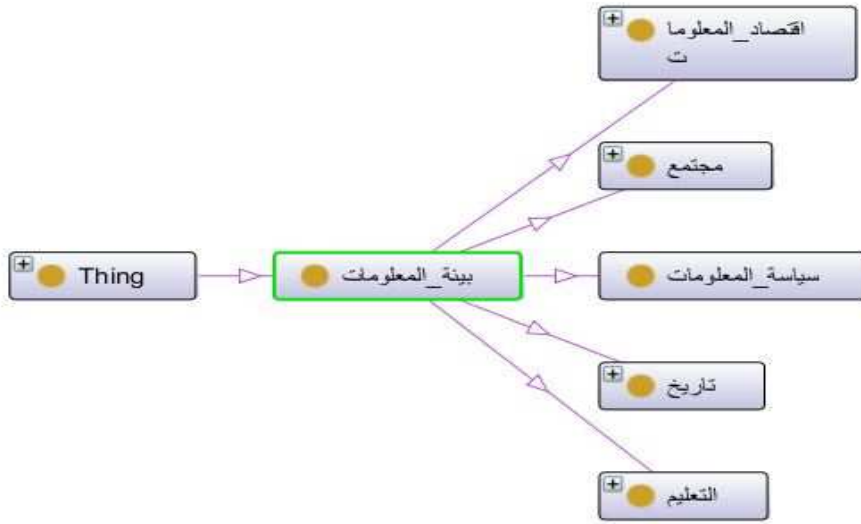 اقتصاد_المعلوما
ت
مجتمع
Thing
بيئة_المعلومات
سياسة_المعلومات
تاريخ
التعليم